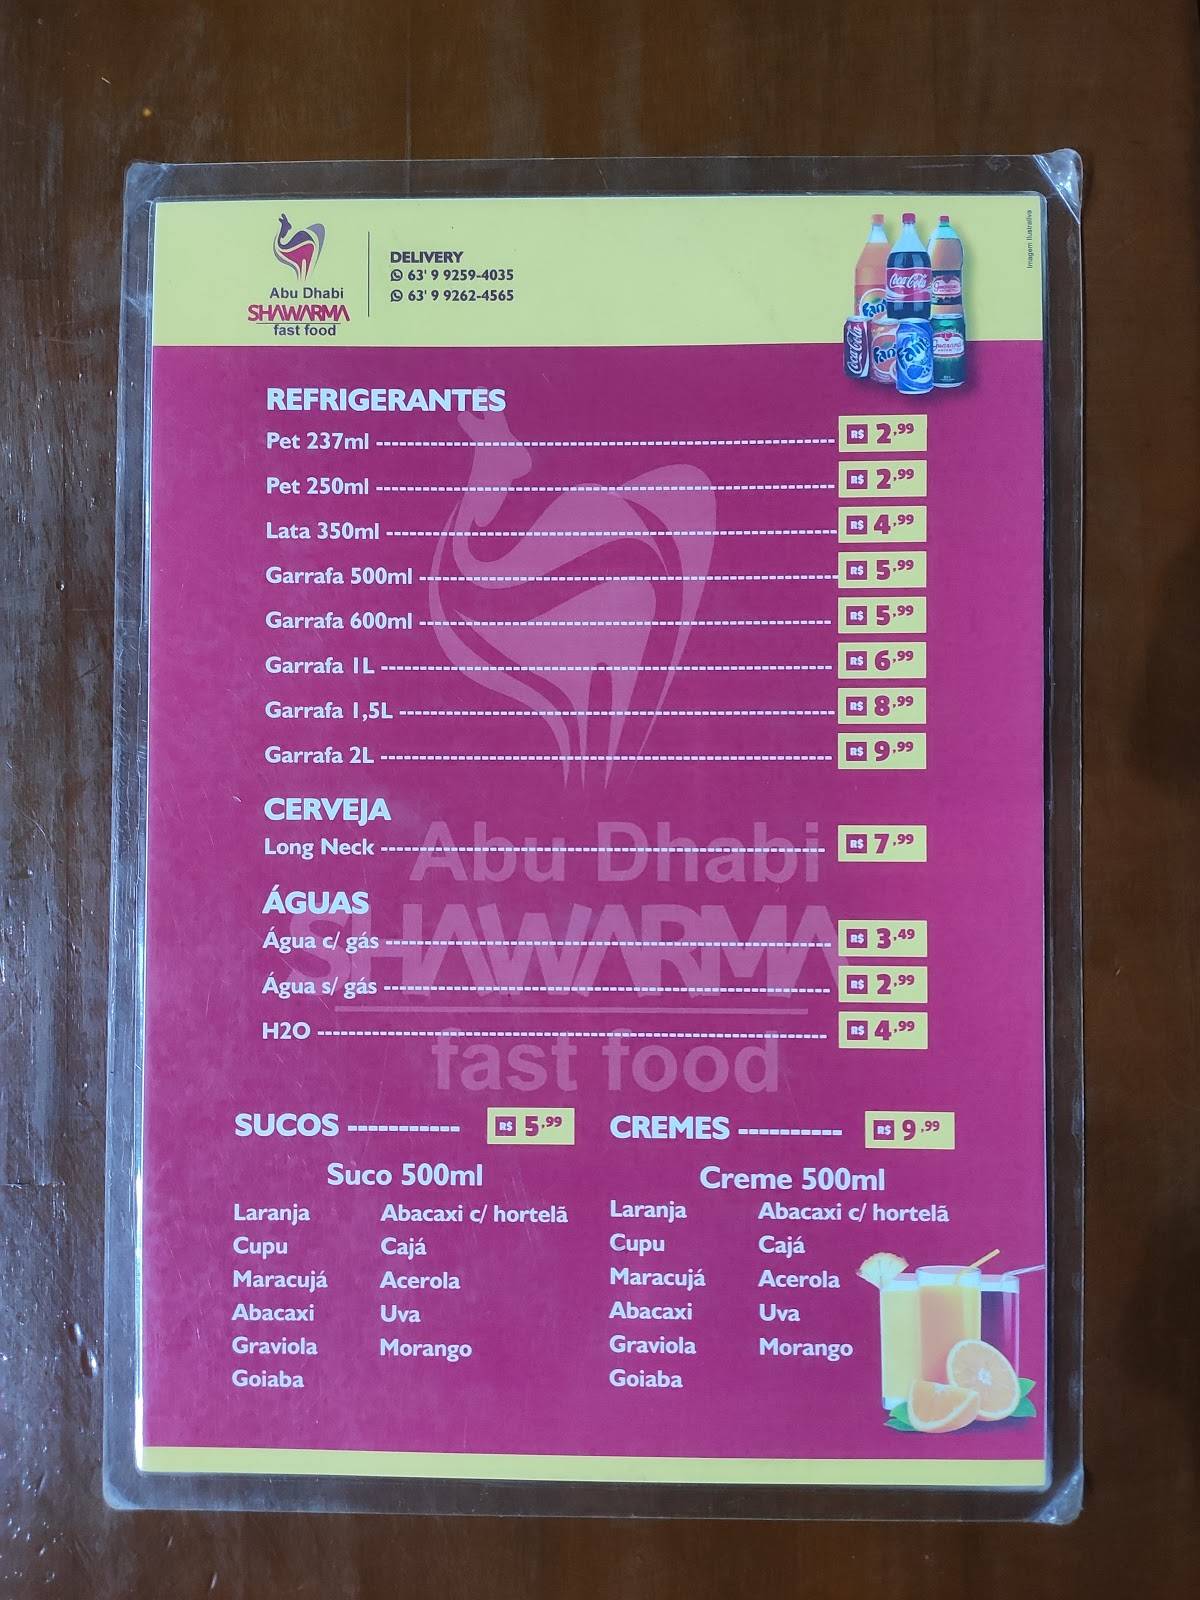 Abu Dhabi
SHAWARMA
fast food
DELIVERY
63' 9 9259-4035
63' 9 9262-4565
Imagem Ilustrativa
Coca-Cola
Fanta
REFRIGERANTES
Pet 237ml ---------- R$ 2,99
Pet 250ml ---------- R$ 2,99
Lata 350ml ---------- R$ 4,99
Garrafa 500ml ---------- R$ 5,99
Garrafa 600ml ---------- R$ 5,99
Garrafa 1L ---------- R$ 6,99
Garrafa 1,5L ---------- R$ 8,99
Garrafa 2L ---------- R$ 9,99
CERVEJA
Long Neck ---------- R$ 7,99
ÁGUAS
Água c/ gás ---------- R$ 3,49
Água s/ gás ---------- R$ 2,99
H2O ---------- R$ 4,99
Abu Dhabi
SHAWARMA
fast food
SUCOS ----------- R$ 5,99
Suco 500ml
Laranja
Cupu
Maracujá
Abacaxi
Graviola
Goiaba
Abacaxi c/ hortelã
Cajá
Acerola
Uva
Morango
CREMES ---------- R$ 9,99
Creme 500ml
Laranja
Cupu
Maracujá
Abacaxi
Graviola
Goiaba
Abacaxi c/ hortelã
Cajá
Acerola
Uva
Morango